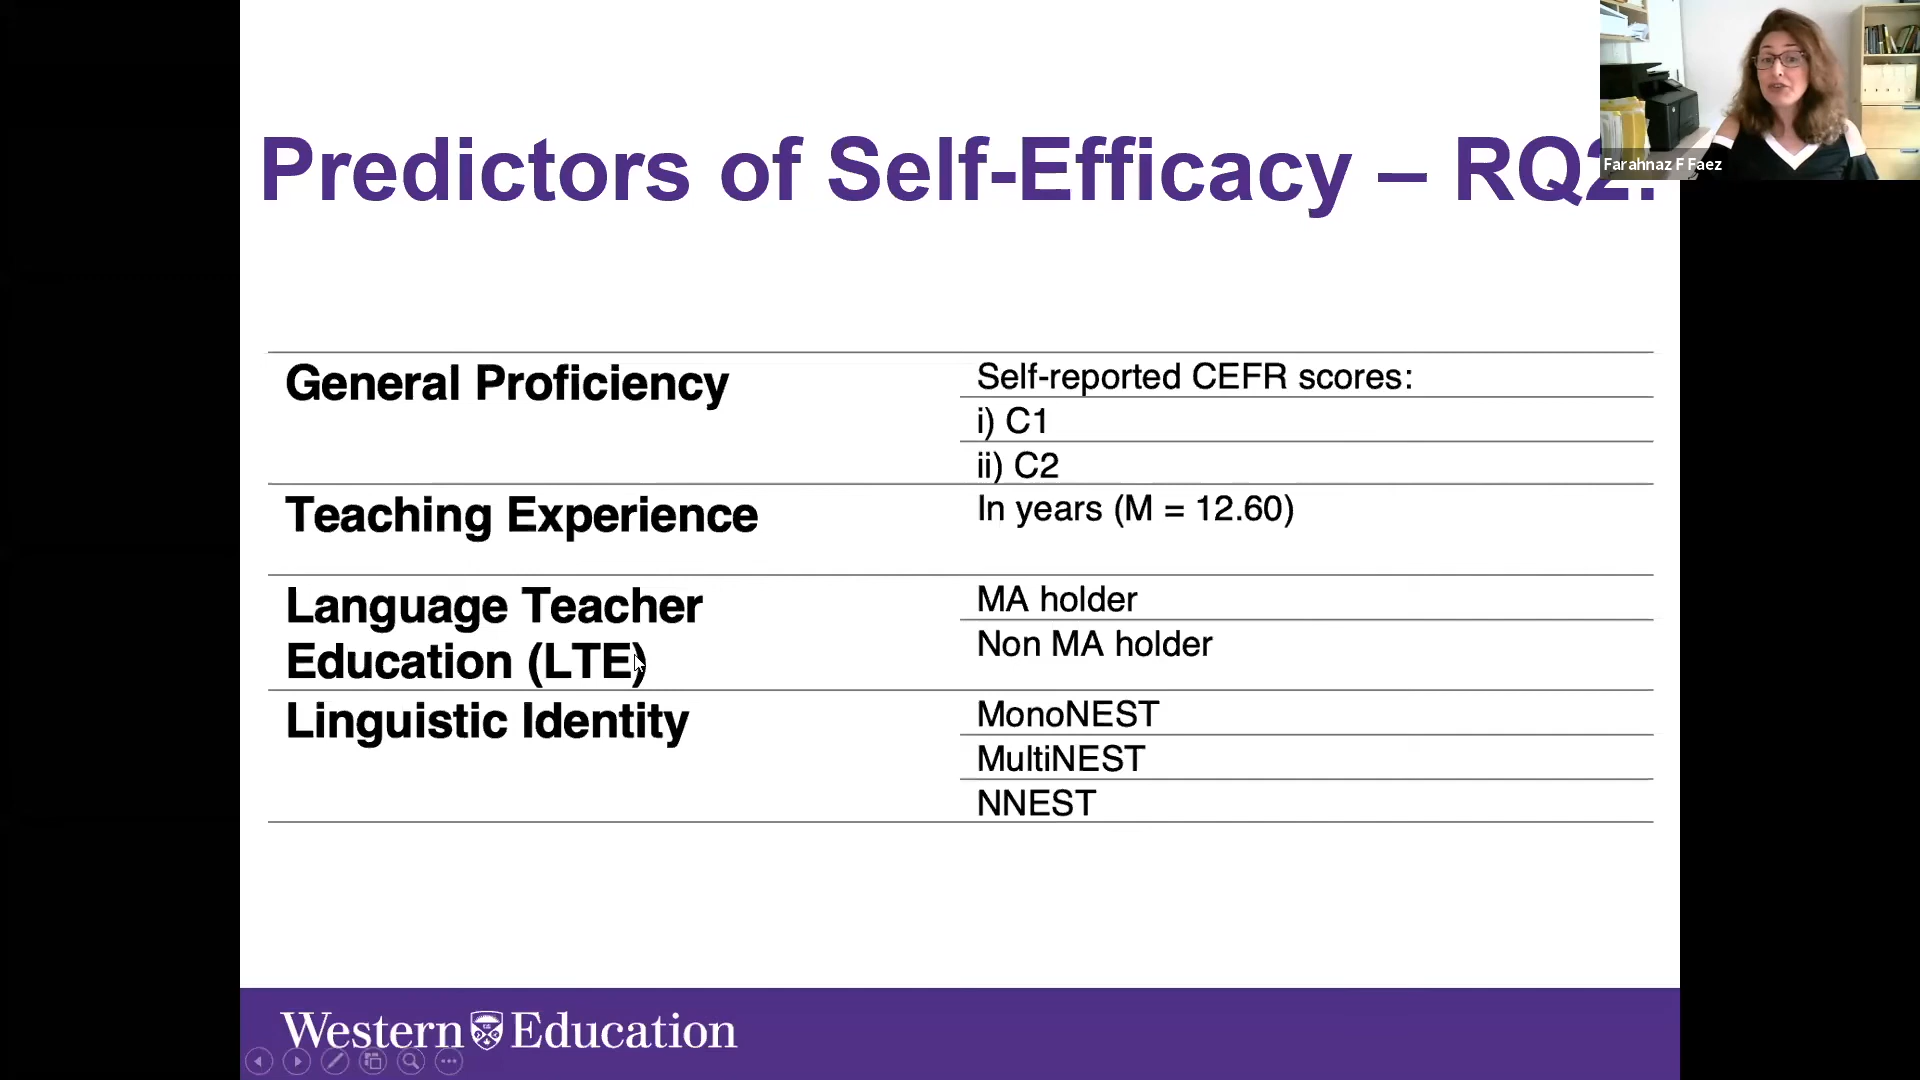 Predictors of Self-Efficacy – RQ2:
Farahnaz F Faez
General Proficiency
Self-reported CEFR scores:
i) C1
ii) C2
Teaching Experience
In years (M = 12.60)
Language Teacher
Education (LTE)
MA holder
Non MA holder
Linguistic Identity
MonoNEST
MultiNEST
NNEST
Western Education